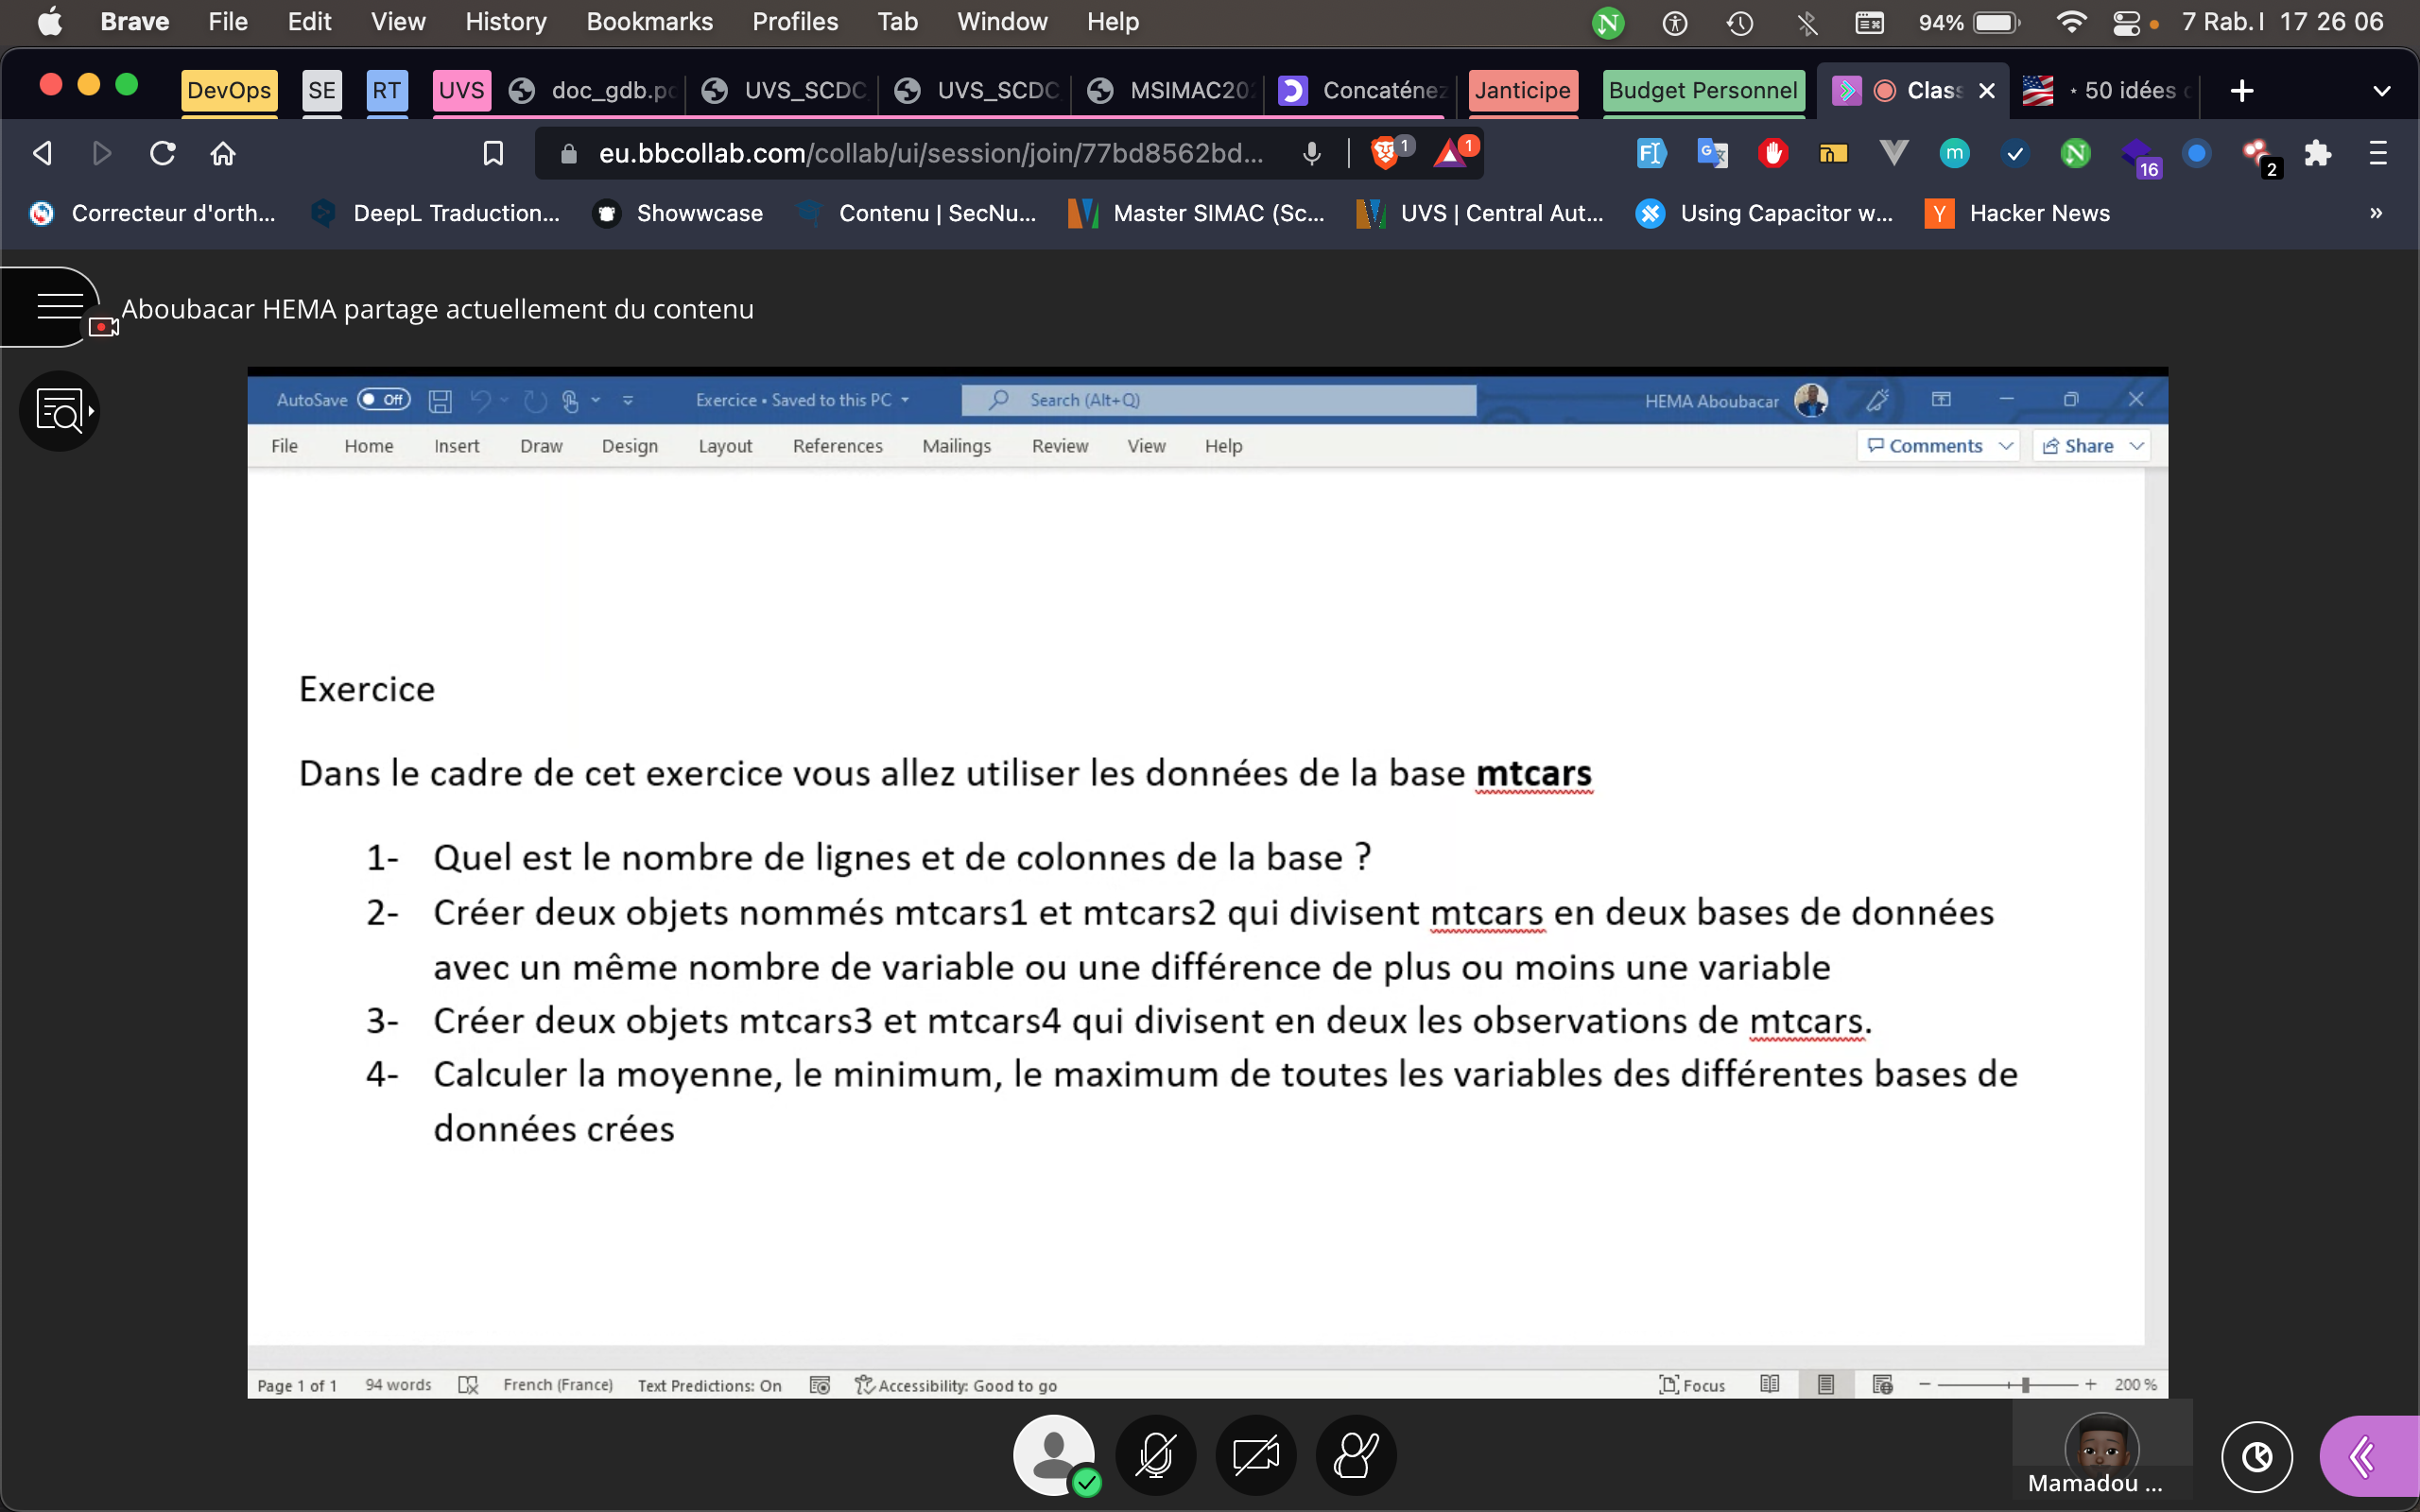 Brave File Edit View History Bookmarks Profiles Tab Window Help 94% 7 Rab. I 17 26 06
DevOps SE RT UVS doc_gdb.p UVS_SCDC UVS_SCDC MSIMAC20 Concaténez Janticipe Budget Personnel Class 50 idées
eu.bbcollab.com/collab/ui/session/join/77bd8562bd... 1 1 16 2
Correcteur d'orth... DeepL Traduction... Showwcase Contenu | SecNu... Master SIMAC (Sc... UVS | Central Aut... Using Capacitor w... Hacker News »
Aboubacar HEMA partage actuellement du contenu
AutoSave Off Exercice • Saved to this PC Search (Alt+Q) HEMA Aboubacar
File Home Insert Draw Design Layout References Mailings Review View Help Comments Share
Exercice
Dans le cadre de cet exercice vous allez utiliser les données de la base mtcars
1- Quel est le nombre de lignes et de colonnes de la base ?
2- Créer deux objets nommés mtcars1 et mtcars2 qui divisent mtcars en deux bases de données
avec un même nombre de variable ou une différence de plus ou moins une variable
3- Créer deux objets mtcars3 et mtcars4 qui divisent en deux les observations de mtcars.
4- Calculer la moyenne, le minimum, le maximum de toutes les variables des différentes bases de
données crées
Page 1 of 1 94 words French (France) Text Predictions: On Accessibility: Good to go Focus 200 %
Mamadou ...